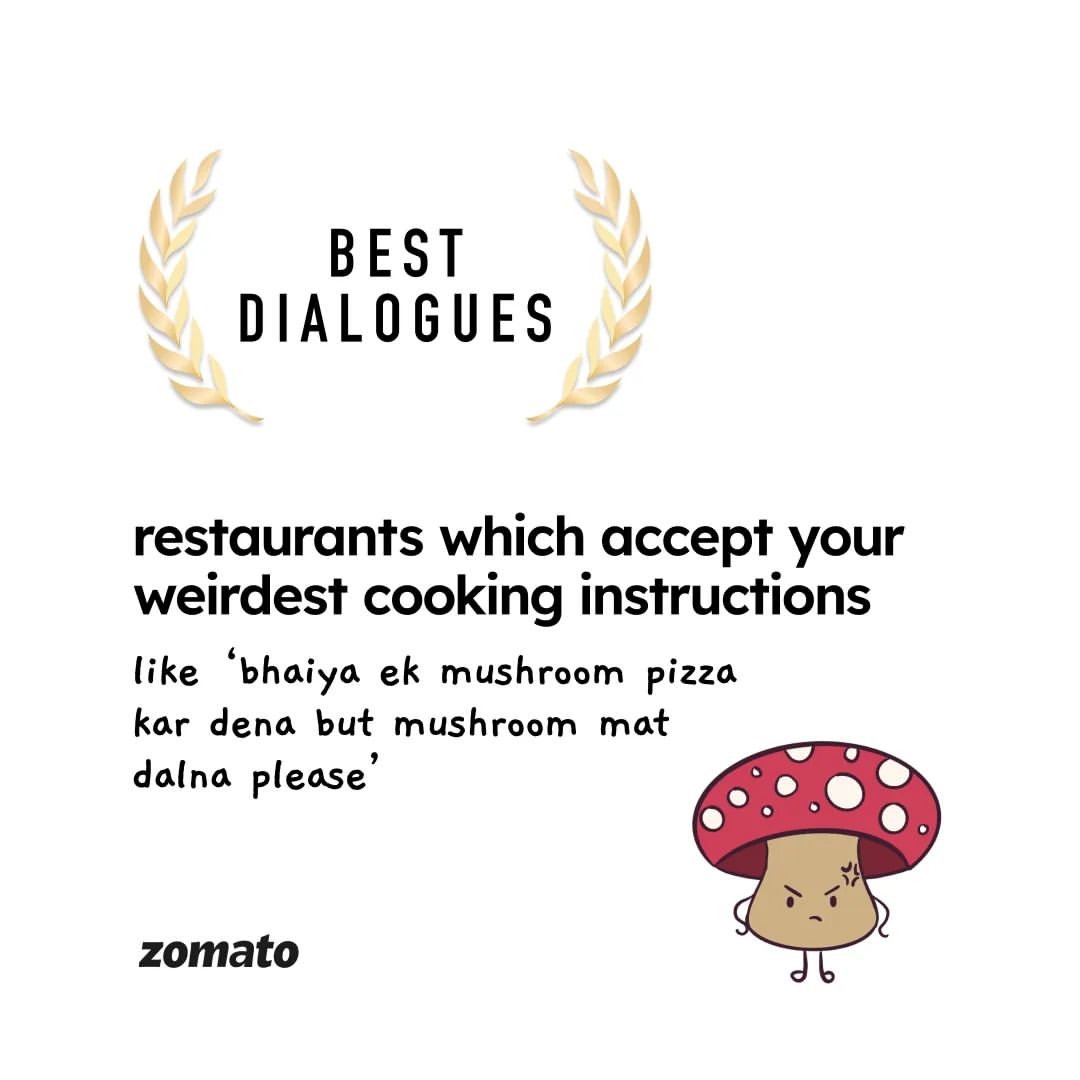 BEST
DIALOGUES
restaurants which accept your
weirdest cooking instructions
like ‘bhaiya ek mushroom pizza
kar dena but mushroom mat
dalna please’
zomato